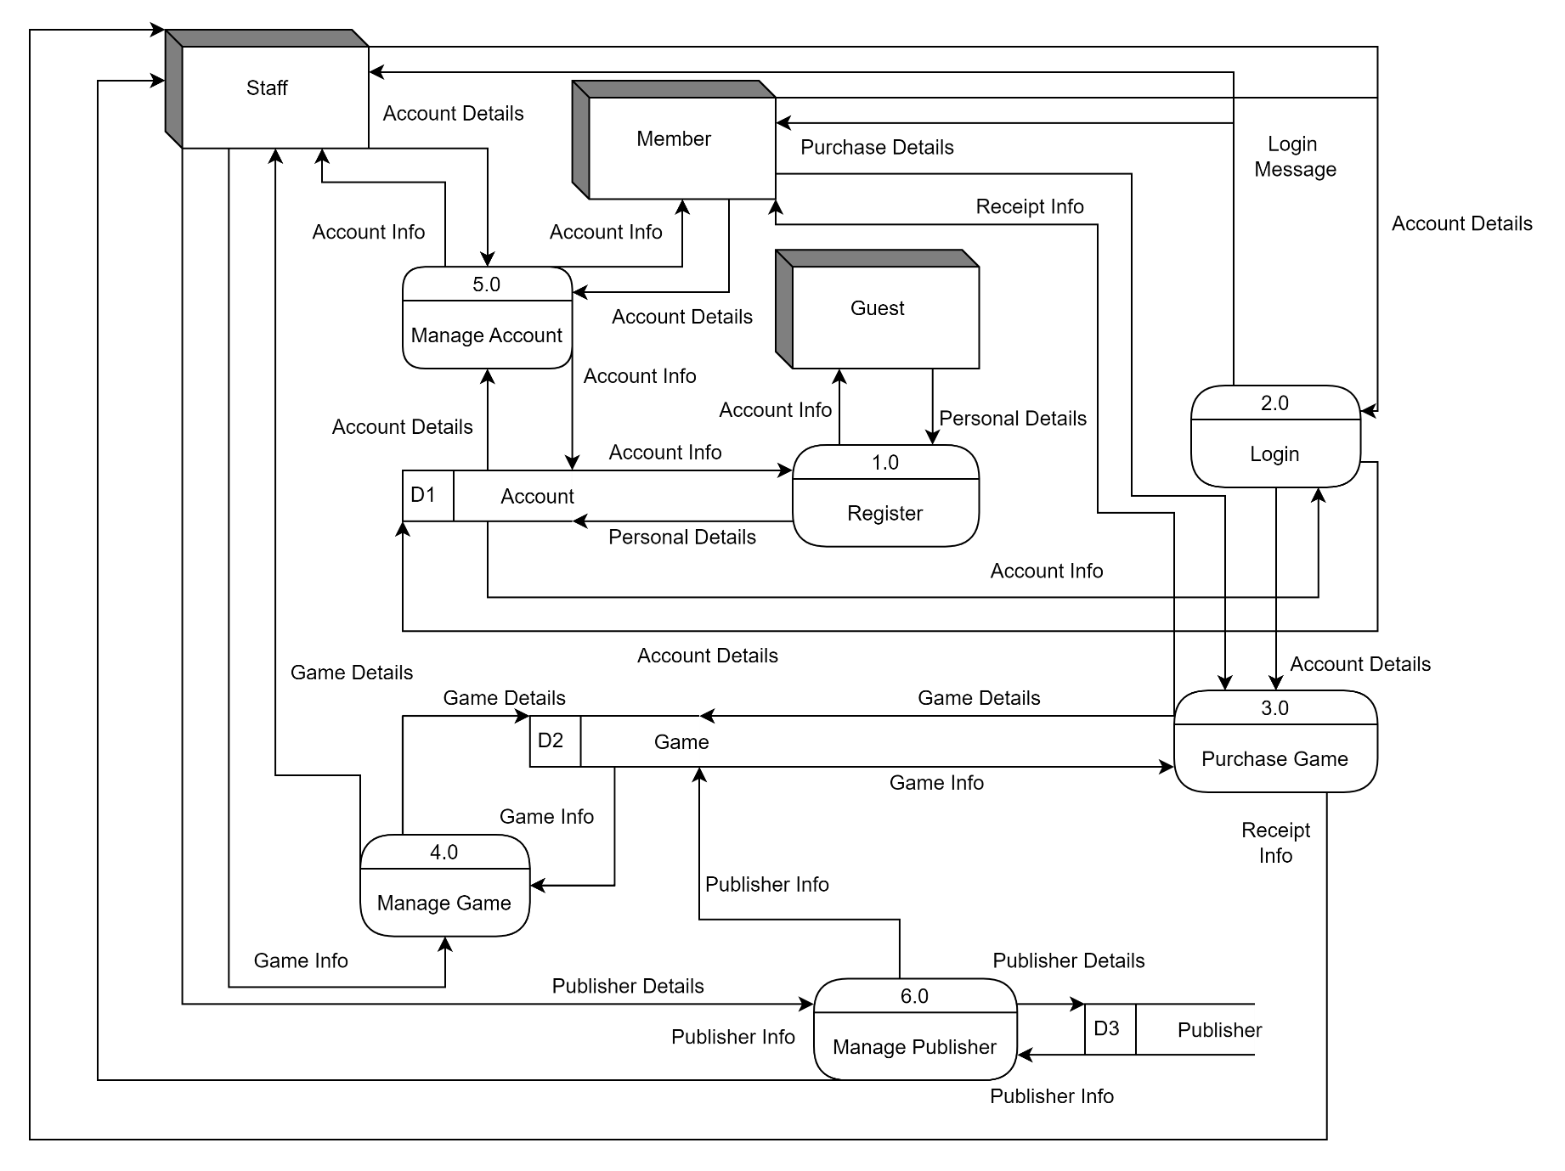 Staff
Account Details
Member
Purchase Details
Login
Message
Receipt Info
Account Details
Account Info
Account Info
5.0
Manage Account
Account Details
Guest
Account Info
Account Info
Personal Details
2.0
Login
Account Details
Account Info
1.0
Register
D1
Account
Personal Details
Account Info
Account Details
Account Details
Game Details
Game Details
Game Details
3.0
Purchase Game
D2
Game
Game Info
Game Info
Receipt
Info
4.0
Manage Game
Publisher Info
Game Info
Publisher Details
Publisher Details
6.0
Manage Publisher
Publisher Info
D3
Publisher
Publisher Info